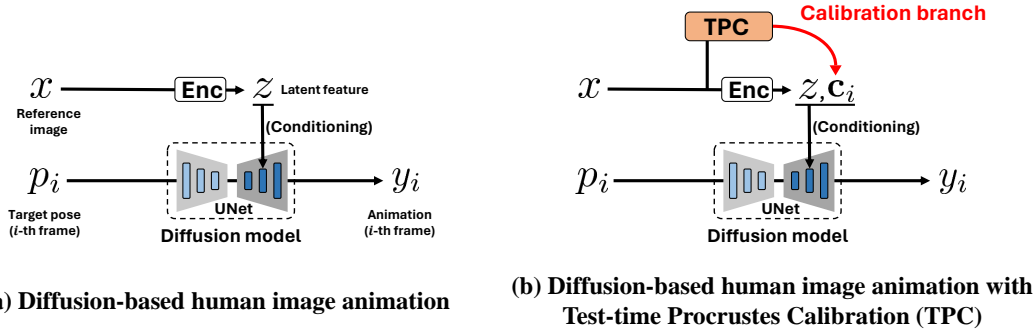 x
Enc
z
Latent feature
Reference
image
(Conditioning)
p_i
y_i
UNet
Target pose
(i-th frame)
Animation
(i-th frame)
Diffusion model
) Diffusion-based human image animation
Calibration branch
TPC
x
Enc
z, c_i
(Conditioning)
p_i
y_i
UNet
Diffusion model
(b) Diffusion-based human image animation with
Test-time Procrustes Calibration (TPC)